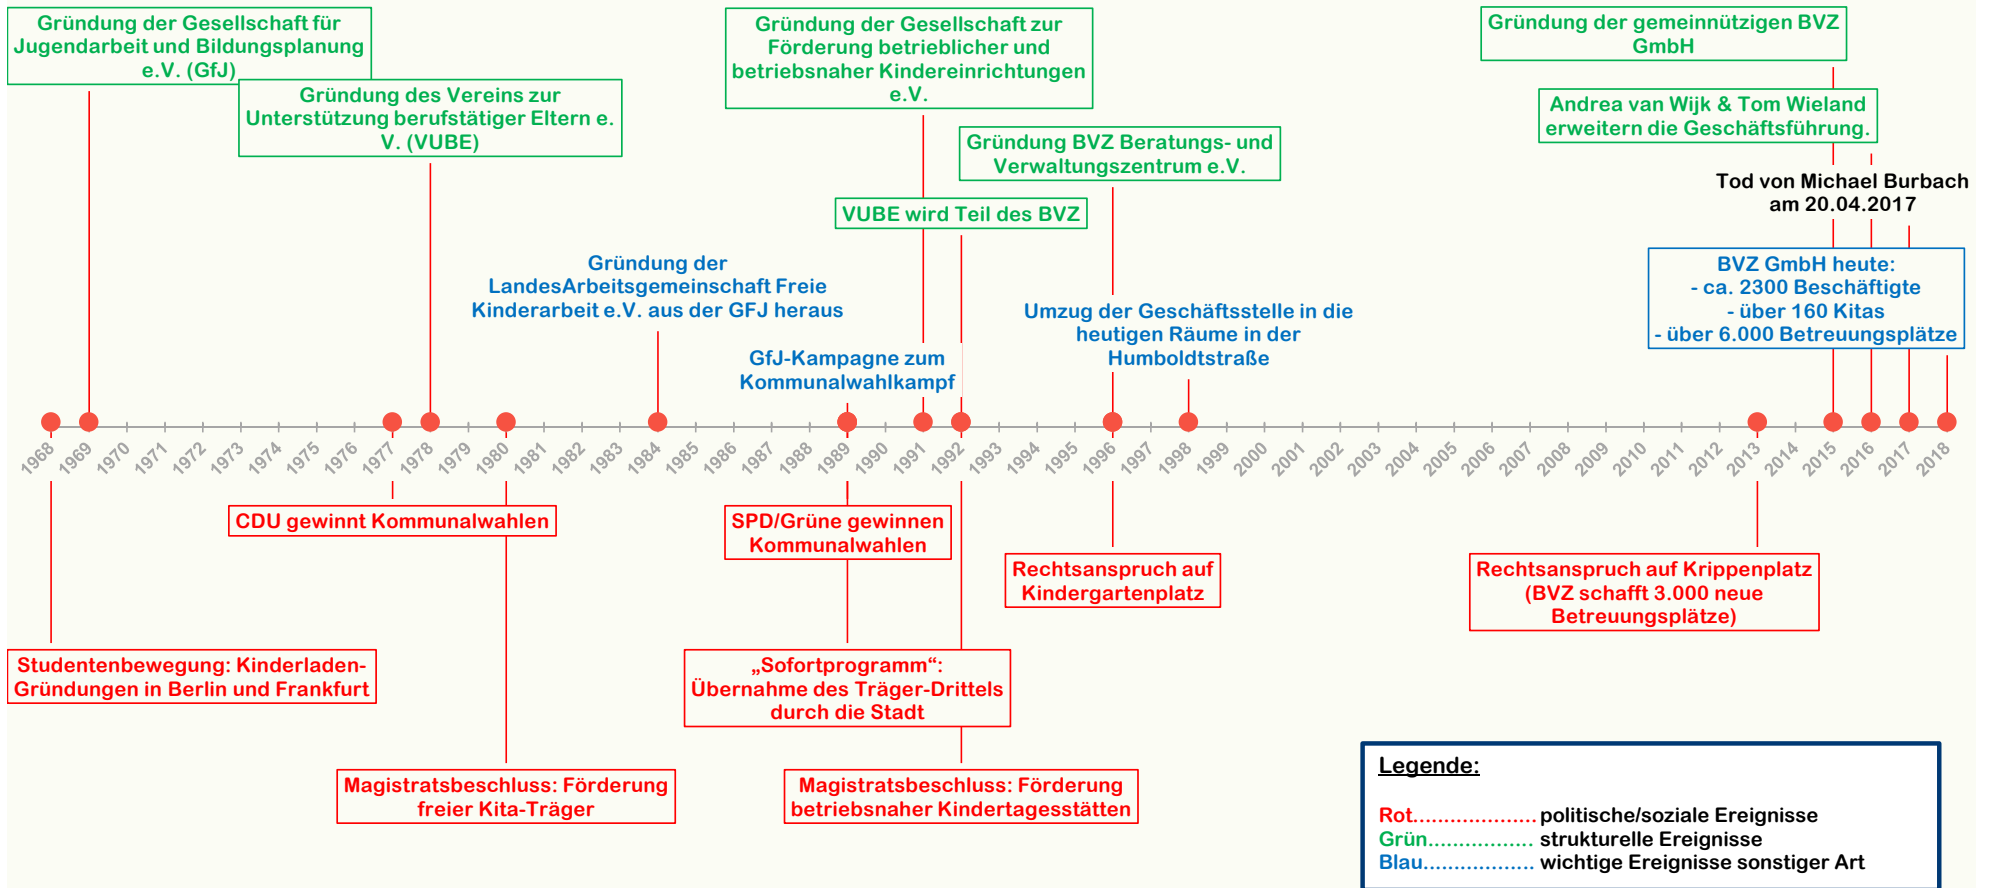 Gründung der Gesellschaft für
Jugendarbeit und Bildungsplanung
e.V. (GfJ)
Gründung des Vereins zur
Unterstützung berufstätiger Eltern e.
V. (VUBE)
Gründung der Gesellschaft zur
Förderung betrieblicher und
betriebsnaher Kindereinrichtungen
e.V.
Gründung BVZ Beratungs- und
Verwaltungszentrum e.V.
VUBE wird Teil des BVZ
Gründung der gemeinnützigen BVZ
GmbH
Andrea van Wijk & Tom Wieland
erweitern die Geschäftsführung.
Tod von Michael Burbach
am 20.04.2017
Gründung der
LandesArbeitsgemeinschaft Freie
Kinderarbeit e.V. aus der GFJ heraus
GfJ-Kampagne zum
Kommunalwahlkampf
Umzug der Geschäftsstelle in die
heutigen Räume in der
Humboldtstraße
BVZ GmbH heute:
- ca. 2300 Beschäftigte
- über 160 Kitas
- über 6.000 Betreuungsplätze
1968
1969
1970
1971
1972
1973
1974
1975
1976
1977
1978
1979
1980
1981
1982
1983
1984
1985
1986
1987
1988
1989
1990
1991
1992
1993
1994
1995
1996
1997
1998
1999
2000
2001
2002
2003
2004
2005
2006
2007
2008
2009
2010
2011
2012
2013
2014
2015
2016
2017
2018
CDU gewinnt Kommunalwahlen
SPD/Grüne gewinnen
Kommunalwahlen
Rechtsanspruch auf
Kindergartenplatz
Rechtsanspruch auf Krippenplatz
(BVZ schafft 3.000 neue
Betreuungsplätze)
Studentenbewegung: Kinderladen-
Gründungen in Berlin und Frankfurt
„Sofortprogramm“:
Übernahme des Träger-Drittels
durch die Stadt
Magistratsbeschluss: Förderung
freier Kita-Träger
Magistratsbeschluss: Förderung
betriebsnaher Kindertagesstätten
Legende:
Rot.................... politische/soziale Ereignisse
Grün................. strukturelle Ereignisse
Blau.................. wichtige Ereignisse sonstiger Art